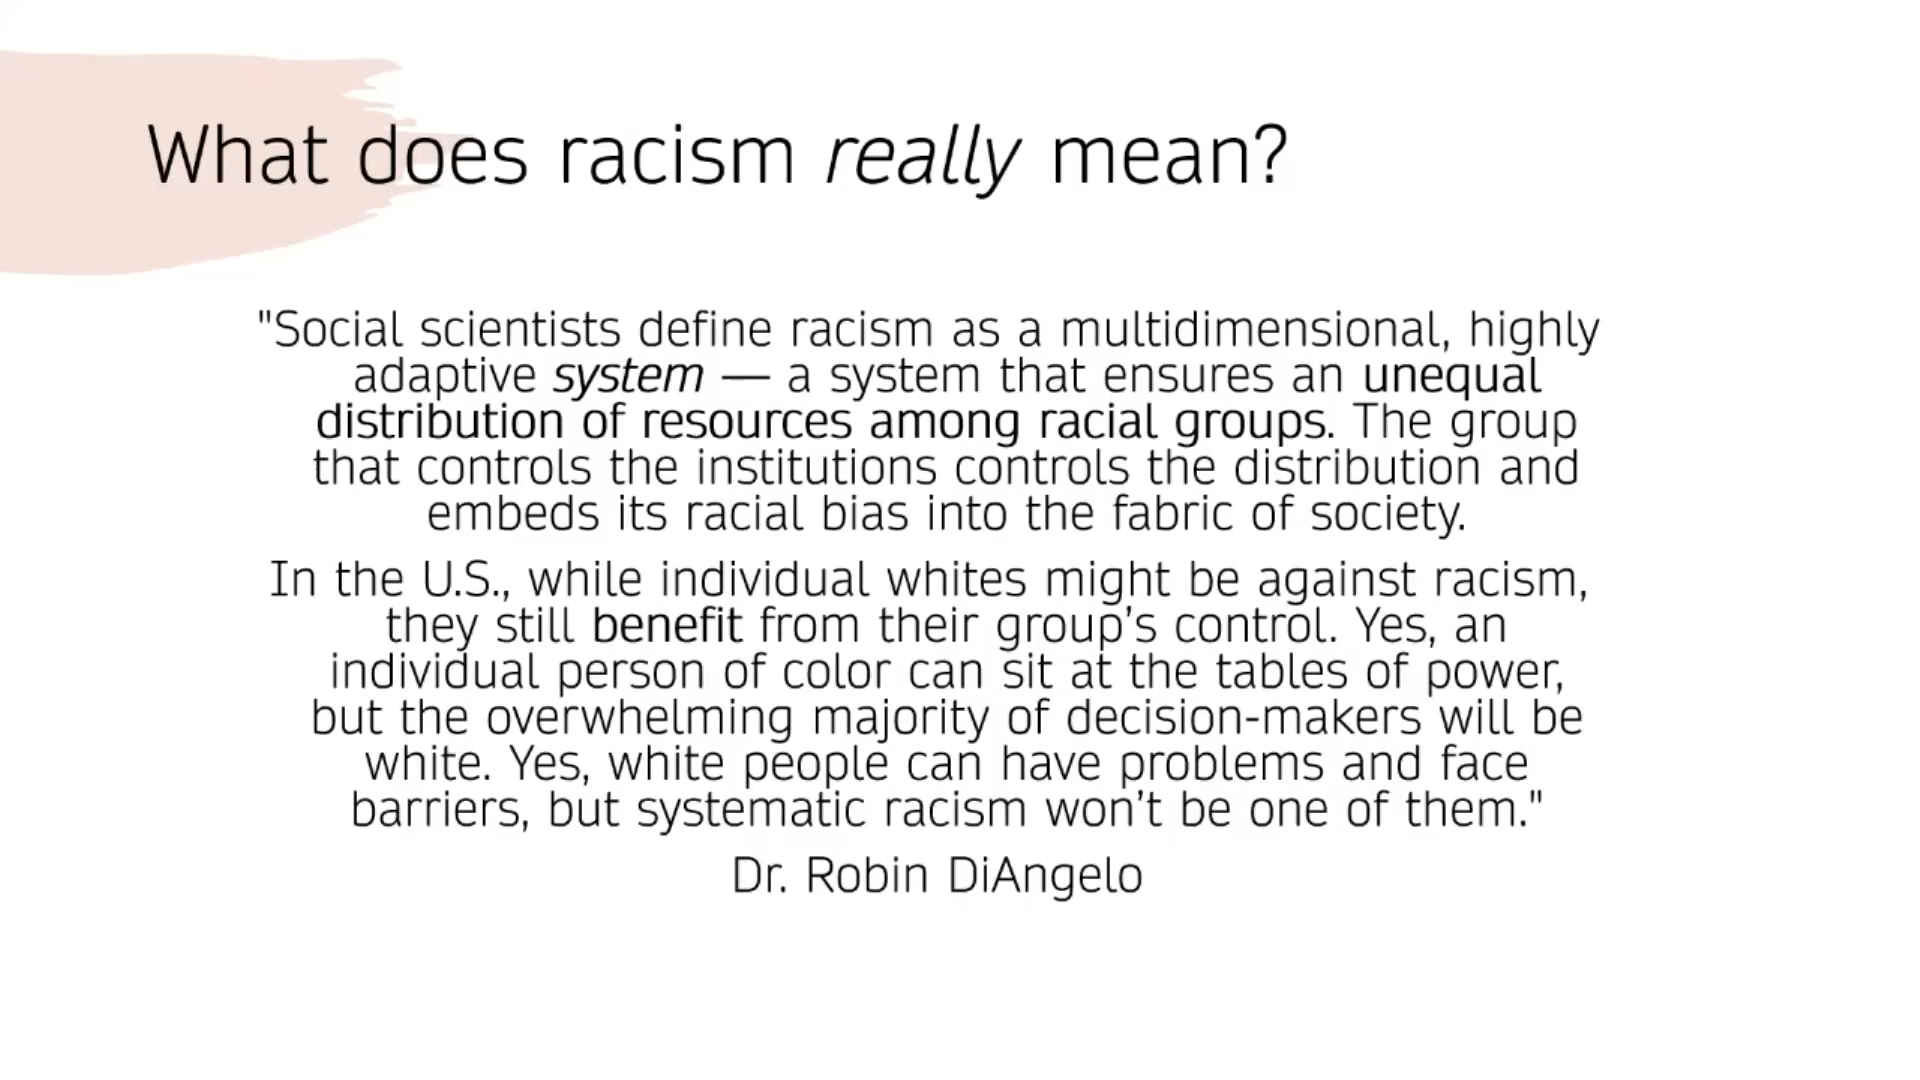 What does racism really mean?
"Social scientists define racism as a multidimensional, highly
adaptive system — a system that ensures an unequal
distribution of resources among racial groups. The group
that controls the institutions controls the distribution and
embeds its racial bias into the fabric of society.
In the U.S., while individual whites might be against racism,
they still benefit from their group’s control. Yes, an
individual person of color can sit at the tables of power,
but the overwhelming majority of decision-makers will be
white. Yes, white people can have problems and face
barriers, but systematic racism won’t be one of them."
Dr. Robin DiAngelo